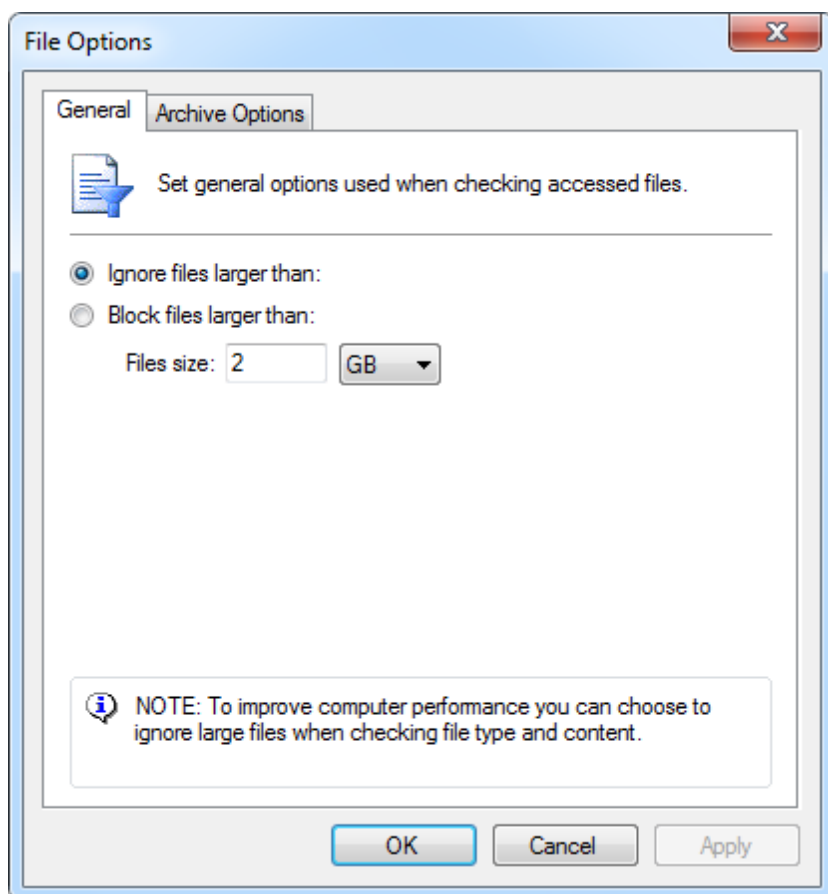 File Options
General
Archive Options
Set general options used when checking accessed files.
Ignore files larger than:
Block files larger than:
Files size: 2 GB
NOTE: To improve computer performance you can choose to
ignore large files when checking file type and content.
OK Cancel Apply